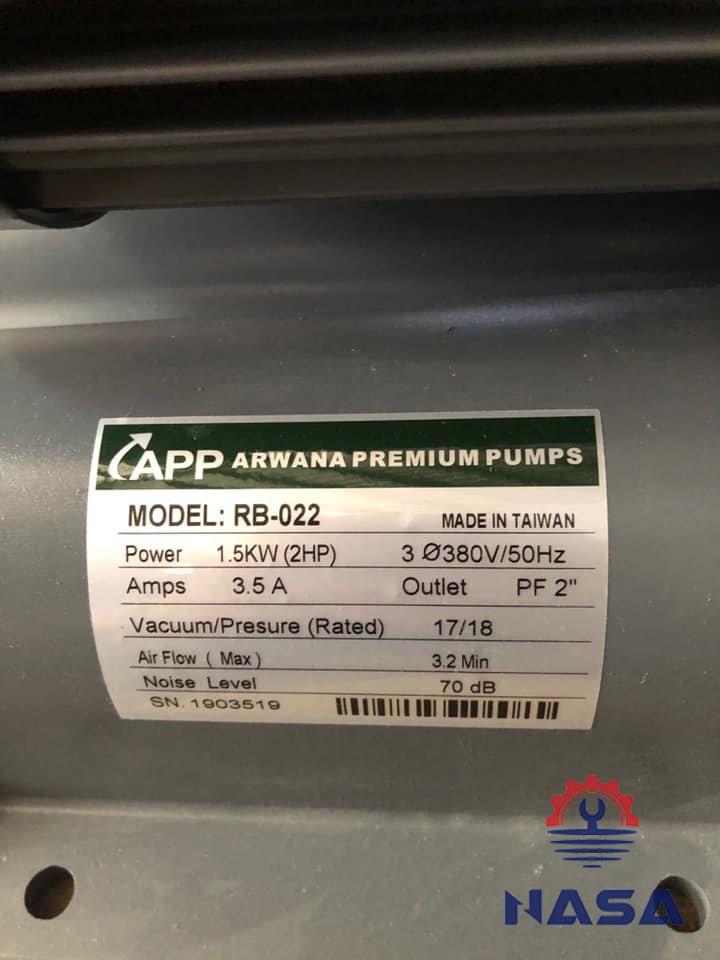 APP ARWANA PREMIUM PUMPS
MODEL: RB-022 MADE IN TAIWAN
Power 1.5KW (2HP) 3 Ø380V/50Hz
Amps 3.5 A Outlet PF 2"
Vacuum/Presure (Rated) 17/18
Air Flow ( Max ) 3.2 Min
Noise Level 70 dB
SN. 1903519
NASA